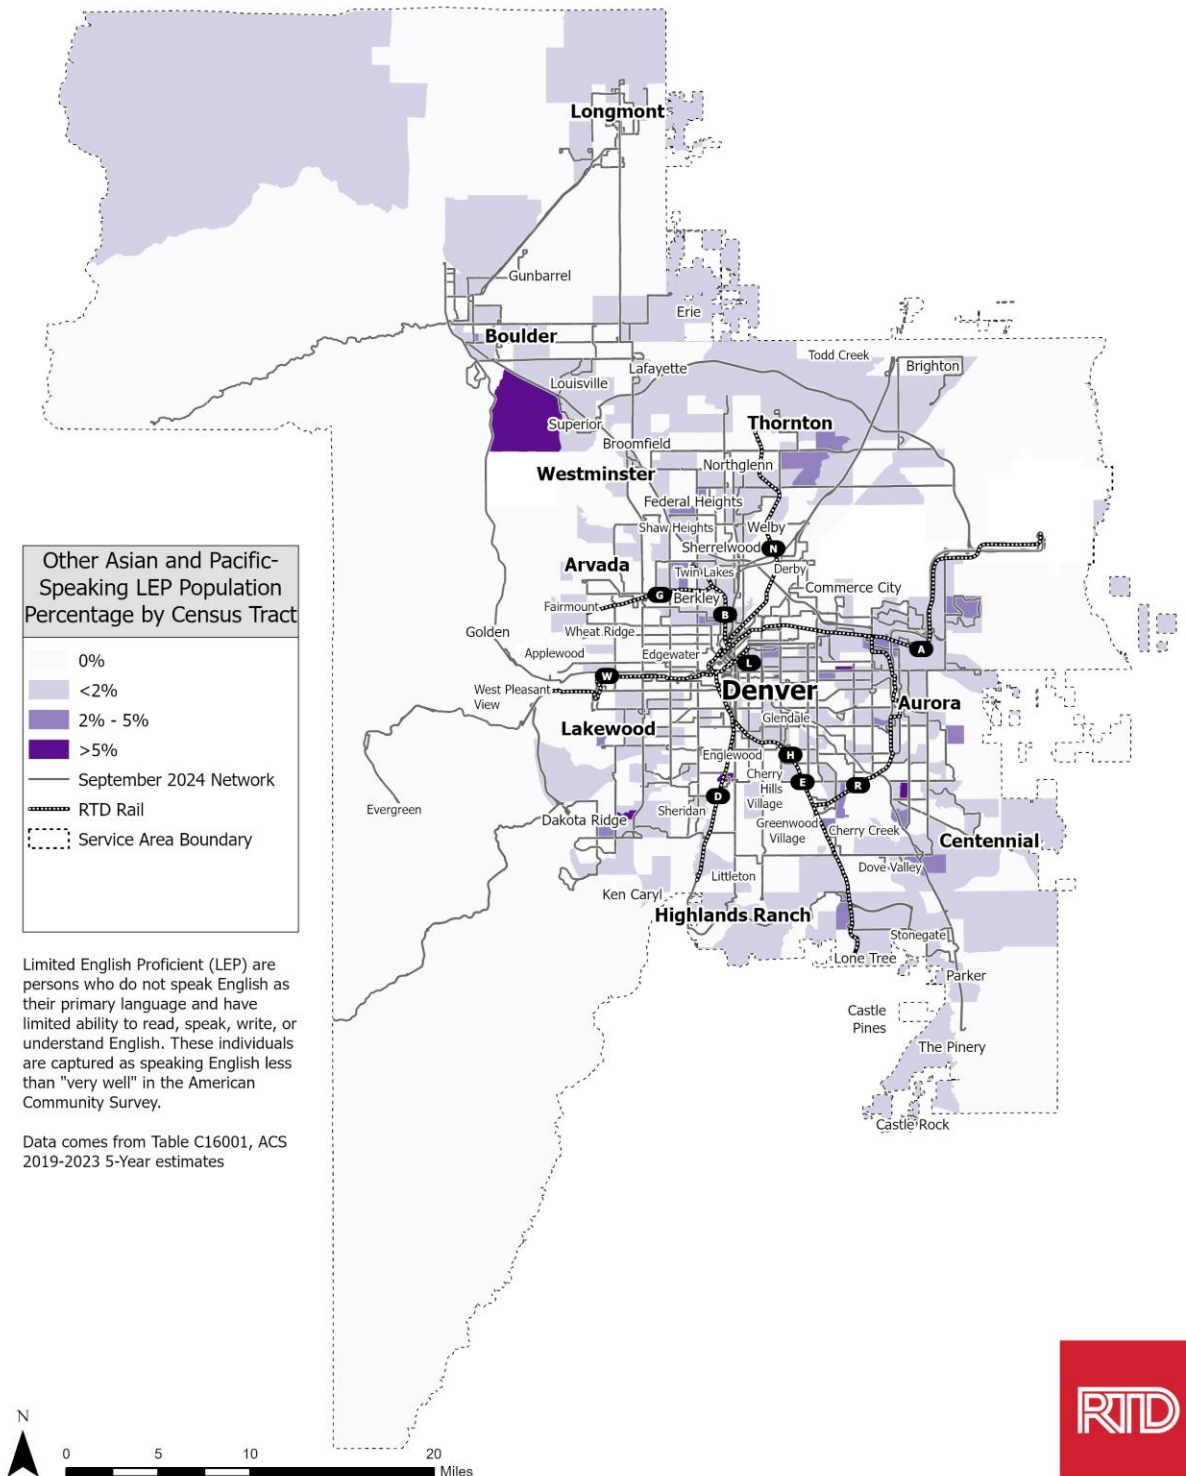 Longmont
Gunbarrel
Erie
Boulder
Todd Creek
Brighton
Lafayette
Louisville
Superior
Thornton
Broomfield
Northglenn
Westminster
Federal Heights
Shaw Heights
Welby
Sherrelwood
N
Arvada
Twin Lakes
Derby
Commerce City
G
Berkley
Fairmount
B
Golden
Wheat Ridge
Applewood
Edgewater
A
L
W
West Pleasant
View
Denver
Aurora
Glendale
Lakewood
Englewood
H
Cherry
Hills
Village
E
R
D
Evergreen
Sheridan
Dakota Ridge
Greenwood
Village
Cherry Creek
Centennial
Dove Valley
Littleton
Ken Caryl
Highlands Ranch
Stonegate
Lone Tree
Parker
Castle
Pines
The Pinery
Castle Rock
Other Asian and Pacific-
Speaking LEP Population
Percentage by Census Tract
0%
<2%
2% - 5%
>5%
September 2024 Network
RTD Rail
Service Area Boundary
Limited English Proficient (LEP) are
persons who do not speak English as
their primary language and have
limited ability to read, speak, write, or
understand English. These individuals
are captured as speaking English less
than "very well" in the American
Community Survey.
Data comes from Table C16001, ACS
2019-2023 5-Year estimates
N
0 5 10 20
Miles
RTD